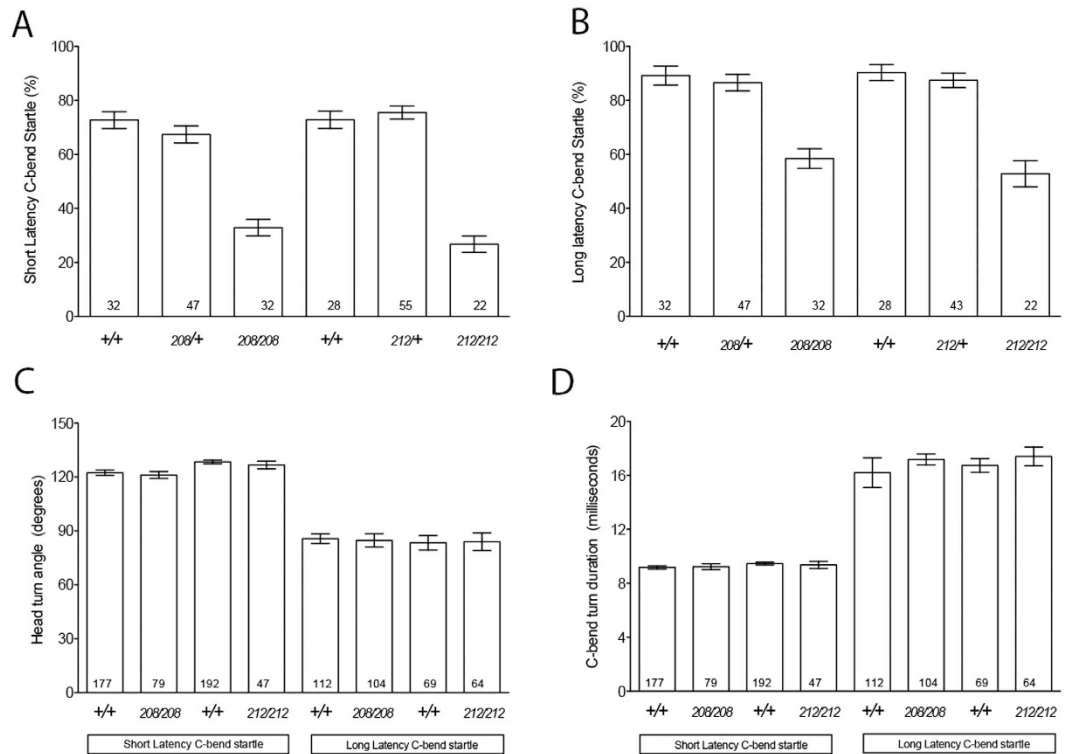 A
Short Latency C-bend Startle (%)
100
80
60
40
20
0
32 47 32 28 55 22
+/+ 208/+ 208/208 +/+ 212/+ 212/212
B
Long latency C-bend Startle (%)
100
80
60
40
20
0
32 47 32 28 43 22
+/+ 208/+ 208/208 +/+ 212/+ 212/212
C
Head turn angle (degrees)
150
120
90
60
30
0
177 79 192 47 112 104 69 64
+/+ 208/208 +/+ 212/212 +/+ 208/208 +/+ 212/212
Short Latency C-bend startle Long Latency C-bend startle
D
C-bend turn duration (milliseconds)
20
16
12
8
4
0
177 79 192 47 112 104 69 64
+/+ 208/208 +/+ 212/212 +/+ 208/208 +/+ 212/212
Short Latency C-bend startle Long Latency C-bend startle